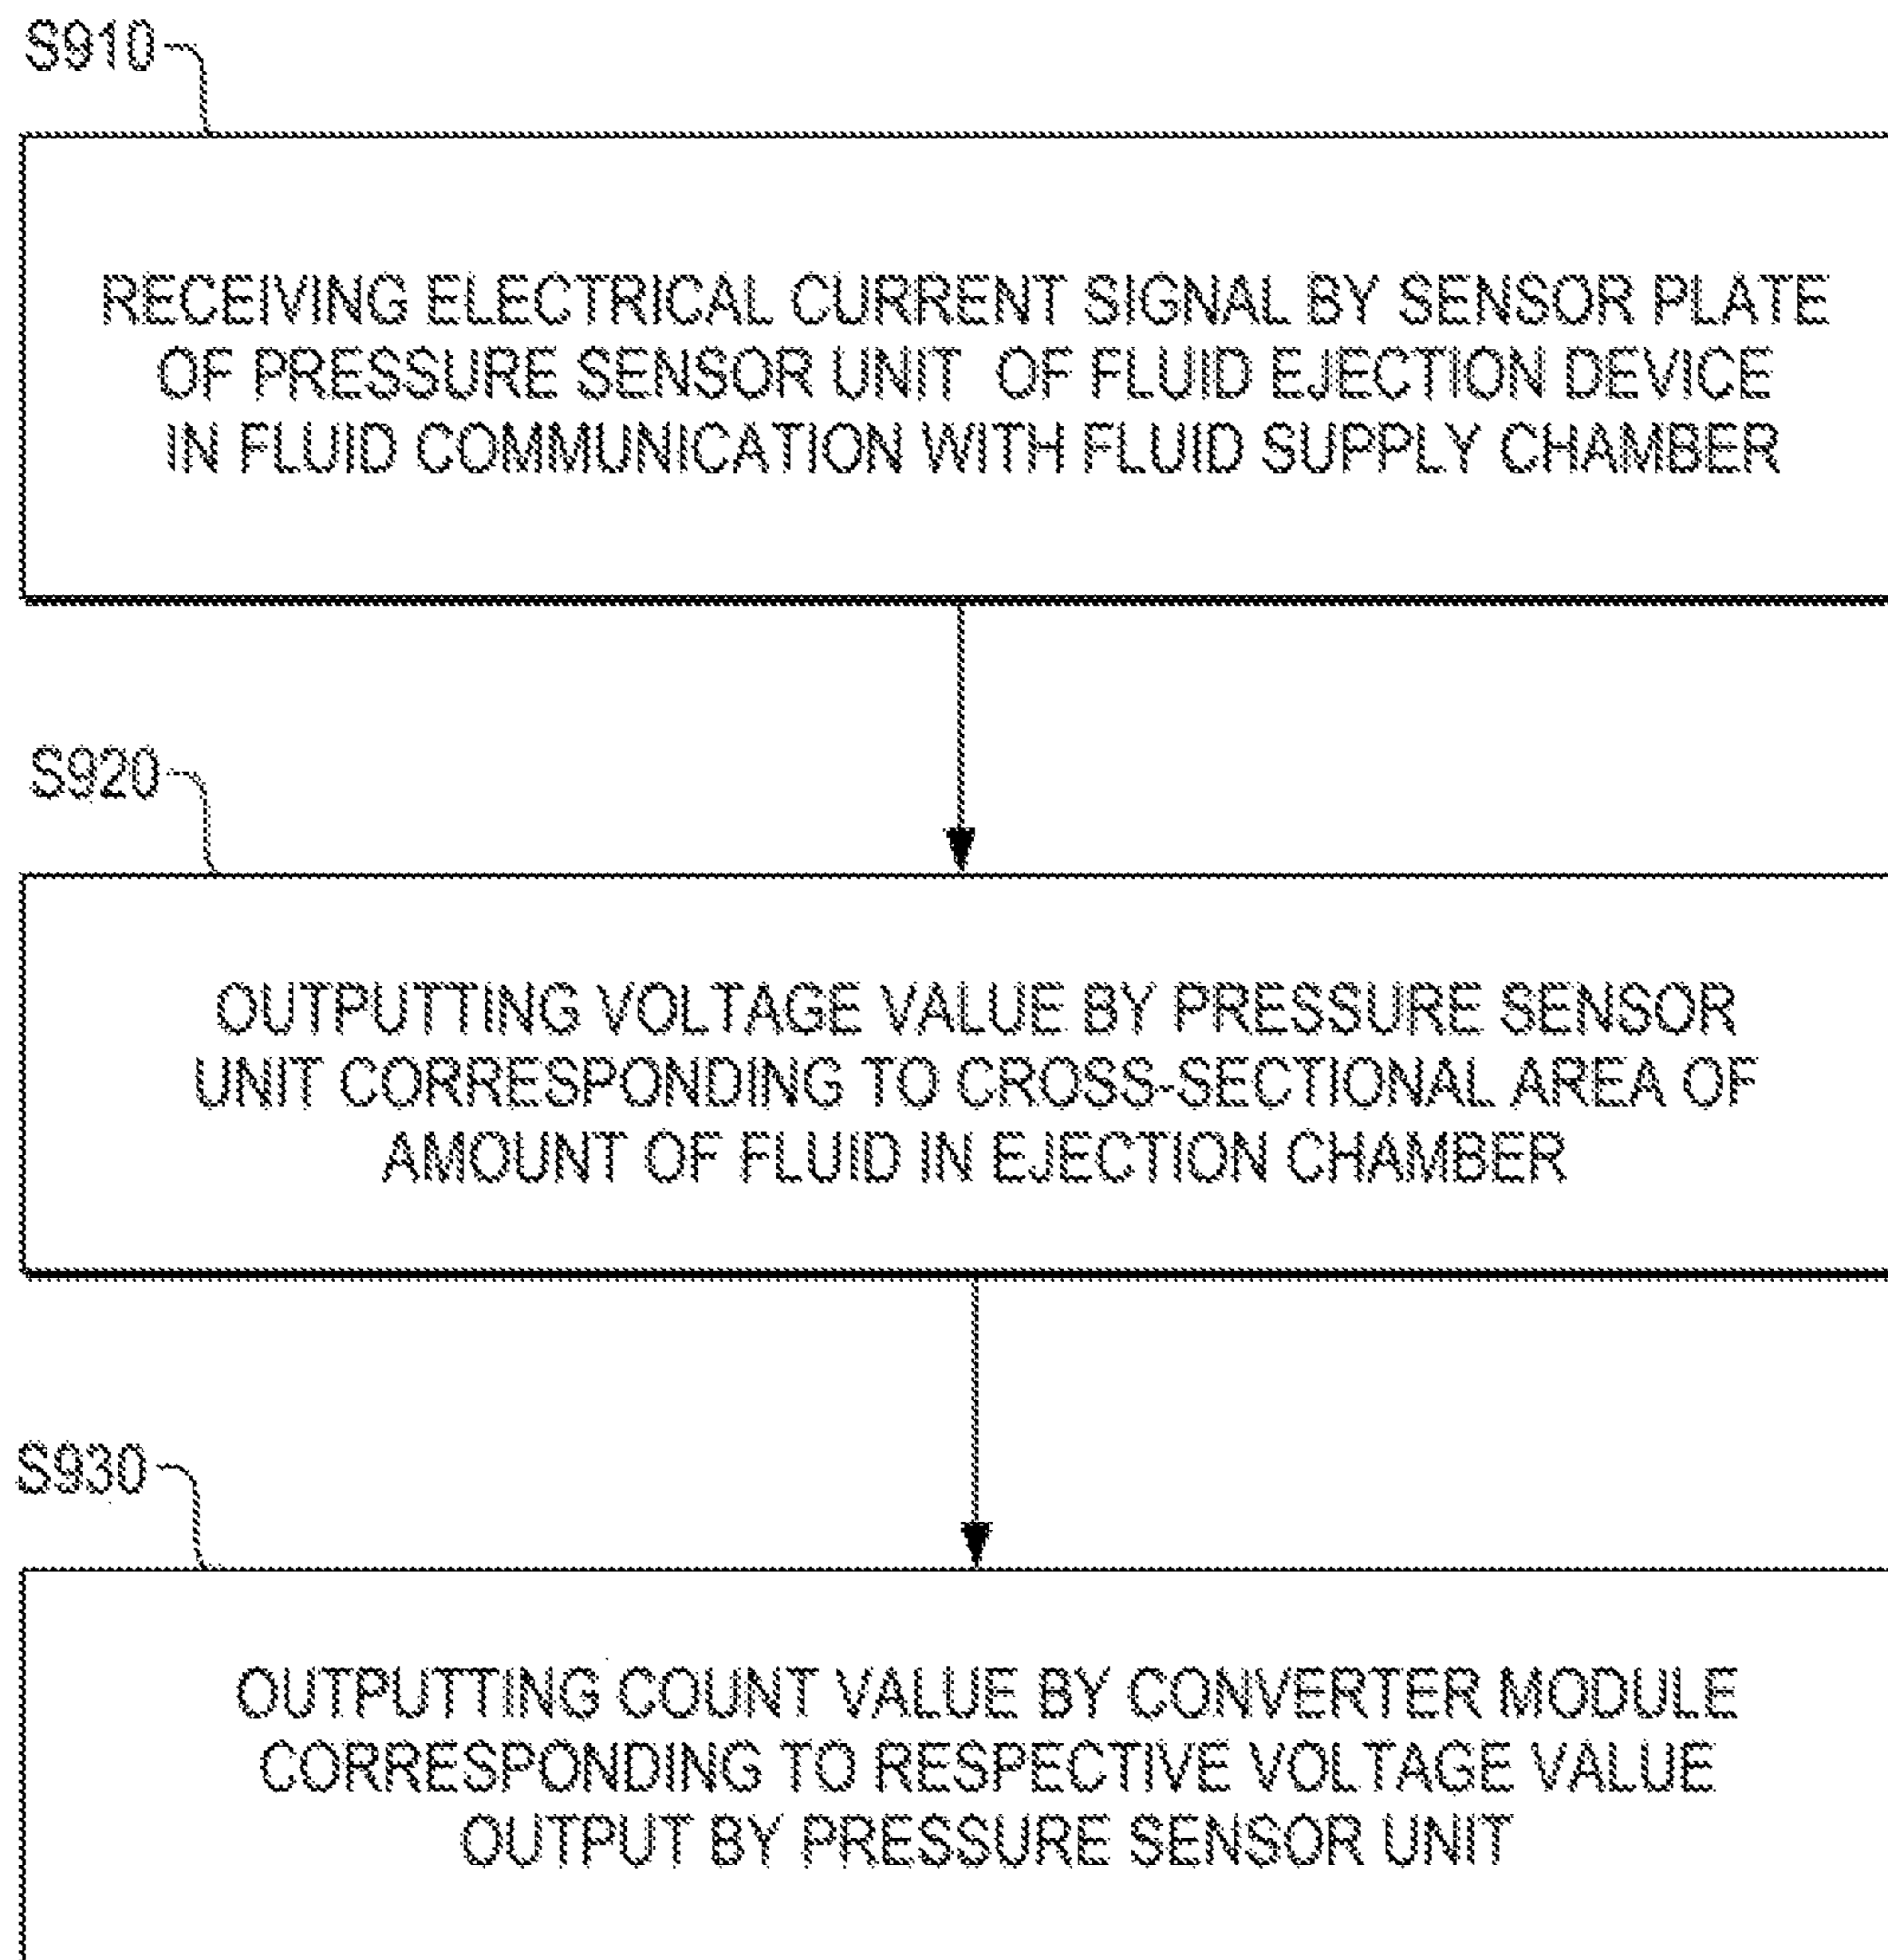 S910
RECEIVING ELECTRICAL CURRENT SIGNAL BY SENSOR PLATE
OF PRESSURE SENSOR UNIT OF FLUID EJECTION DEVICE
IN FLUID COMMUNICATION WITH FLUID SUPPLY CHAMBER
S920
OUTPUTTING VOLTAGE VALUE BY PRESSURE SENSOR
UNIT CORRESPONDING TO CROSS-SECTIONAL AREA OF
AMOUNT OF FLUID IN EJECTION CHAMBER
S930
OUTPUTTING COUNT VALUE BY CONVERTER MODULE
CORRESPONDING TO RESPECTIVE VOLTAGE VALUE
OUTPUT BY PRESSURE SENSOR UNIT